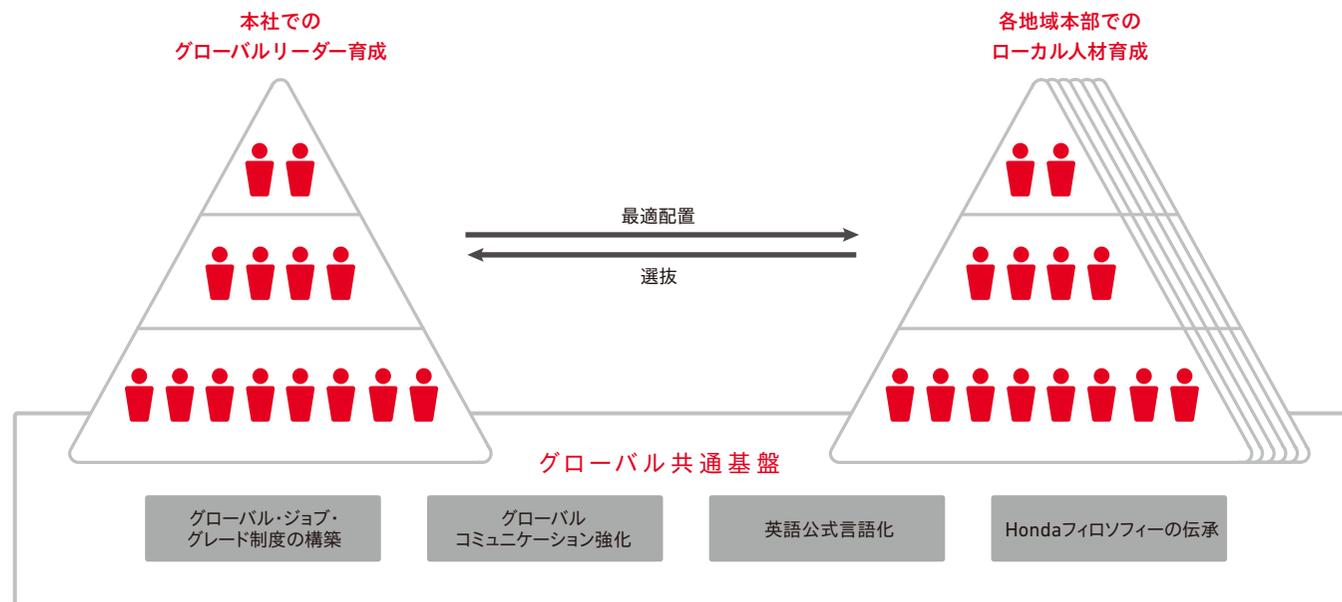 本社での
グローバルリーダー育成
各地域本部での
ローカル人材育成
最適配置
選抜
グローバル共通基盤
グローバル・ジョブ・
グレード制度の構築
グローバル
コミュニケーション強化
英語公式言語化
Hondaフィロソフィーの伝承